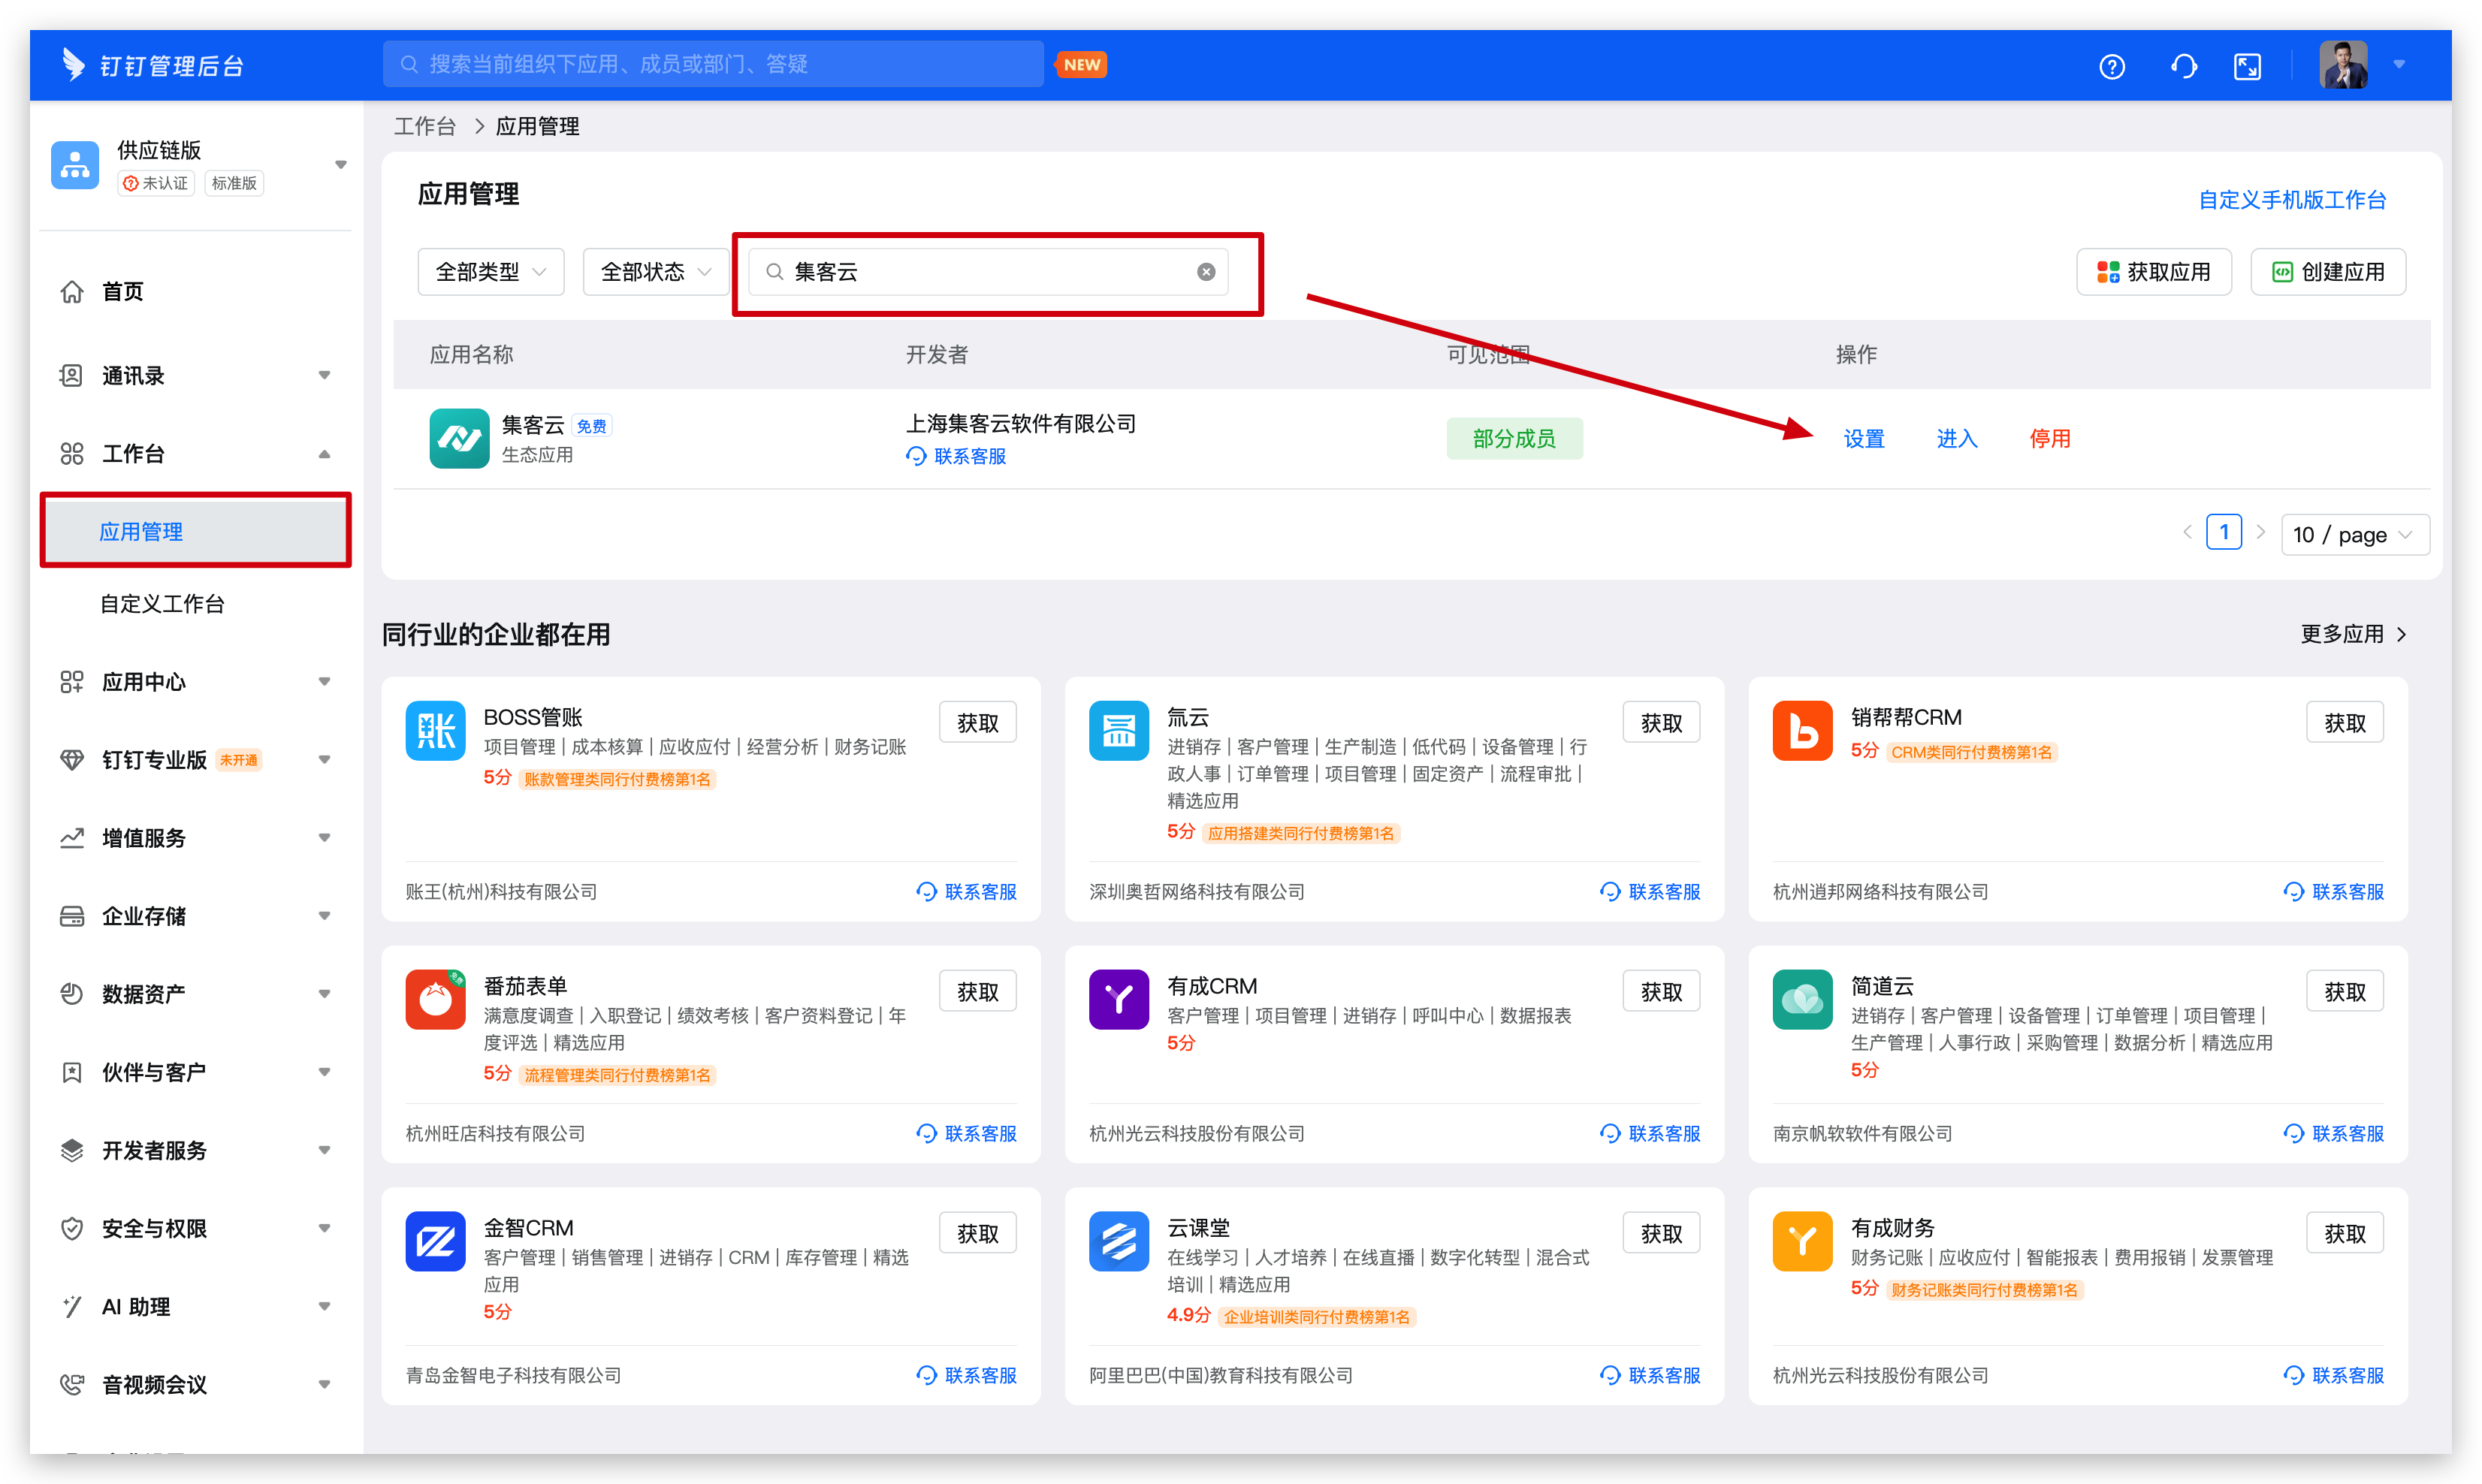 钉钉管理后台
搜索当前组织下应用、成员或部门、答疑
NEW
供应链版
未认证 标准版
首页
通讯录
工作台
应用管理
自定义工作台
应用中心
钉钉专业版 未开通
增值服务
企业存储
数据资产
伙伴与客户
开发者服务
安全与权限
AI 助理
音视频会议
工作台 > 应用管理
应用管理
自定义手机版工作台
全部类型 全部状态 集客云 获取应用 创建应用
应用名称 开发者 可见范围 操作
集客云 免费
生态应用
上海集客云软件有限公司
联系客服
部分成员
设置 进入 停用
1 10 / page
同行业的企业都在用
更多应用 >
BOSS管账
获取
项目管理 | 成本核算 | 应收应付 | 经营分析 | 财务记账
5分 账款管理类同行付费榜第1名
账王(杭州)科技有限公司 联系客服
氚云
获取
进销存 | 客户管理 | 生产制造 | 低代码 | 设备管理 | 行
政人事 | 订单管理 | 项目管理 | 固定资产 | 流程审批 |
精选应用
5分 应用搭建类同行付费榜第1名
深圳奥哲网络科技有限公司 联系客服
销帮帮CRM
获取
5分 CRM类同行付费榜第1名
杭州逍邦网络科技有限公司 联系客服
番茄表单
获取
满意度调查 | 入职登记 | 绩效考核 | 客户资料登记 | 年
度评选 | 精选应用
5分 流程管理类同行付费榜第1名
杭州旺店科技有限公司 联系客服
有成CRM
获取
客户管理 | 项目管理 | 进销存 | 呼叫中心 | 数据报表
5分
杭州光云科技股份有限公司 联系客服
简道云
获取
进销存 | 客户管理 | 设备管理 | 订单管理 | 项目管理 |
生产管理 | 人事行政 | 采购管理 | 数据分析 | 精选应用
5分
南京帆软软件有限公司 联系客服
金智CRM
获取
客户管理 | 销售管理 | 进销存 | CRM | 库存管理 | 精选
应用
5分
青岛金智电子科技有限公司 联系客服
云课堂
获取
在线学习 | 人才培养 | 在线直播 | 数字化转型 | 混合式
培训 | 精选应用
4.9分 企业培训类同行付费榜第1名
阿里巴巴(中国)教育科技有限公司 联系客服
有成财务
获取
财务记账 | 应收应付 | 智能报表 | 费用报销 | 发票管理
5分 财务记账类同行付费榜第1名
杭州光云科技股份有限公司 联系客服